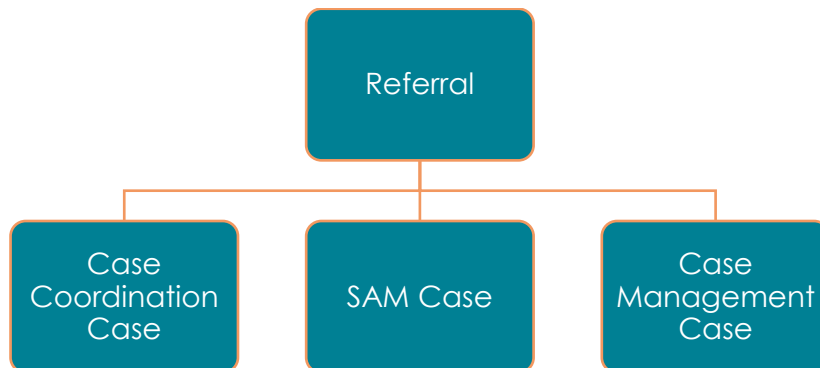 Referral
Case
Coordination
Case
SAM Case
Case
Management
Case